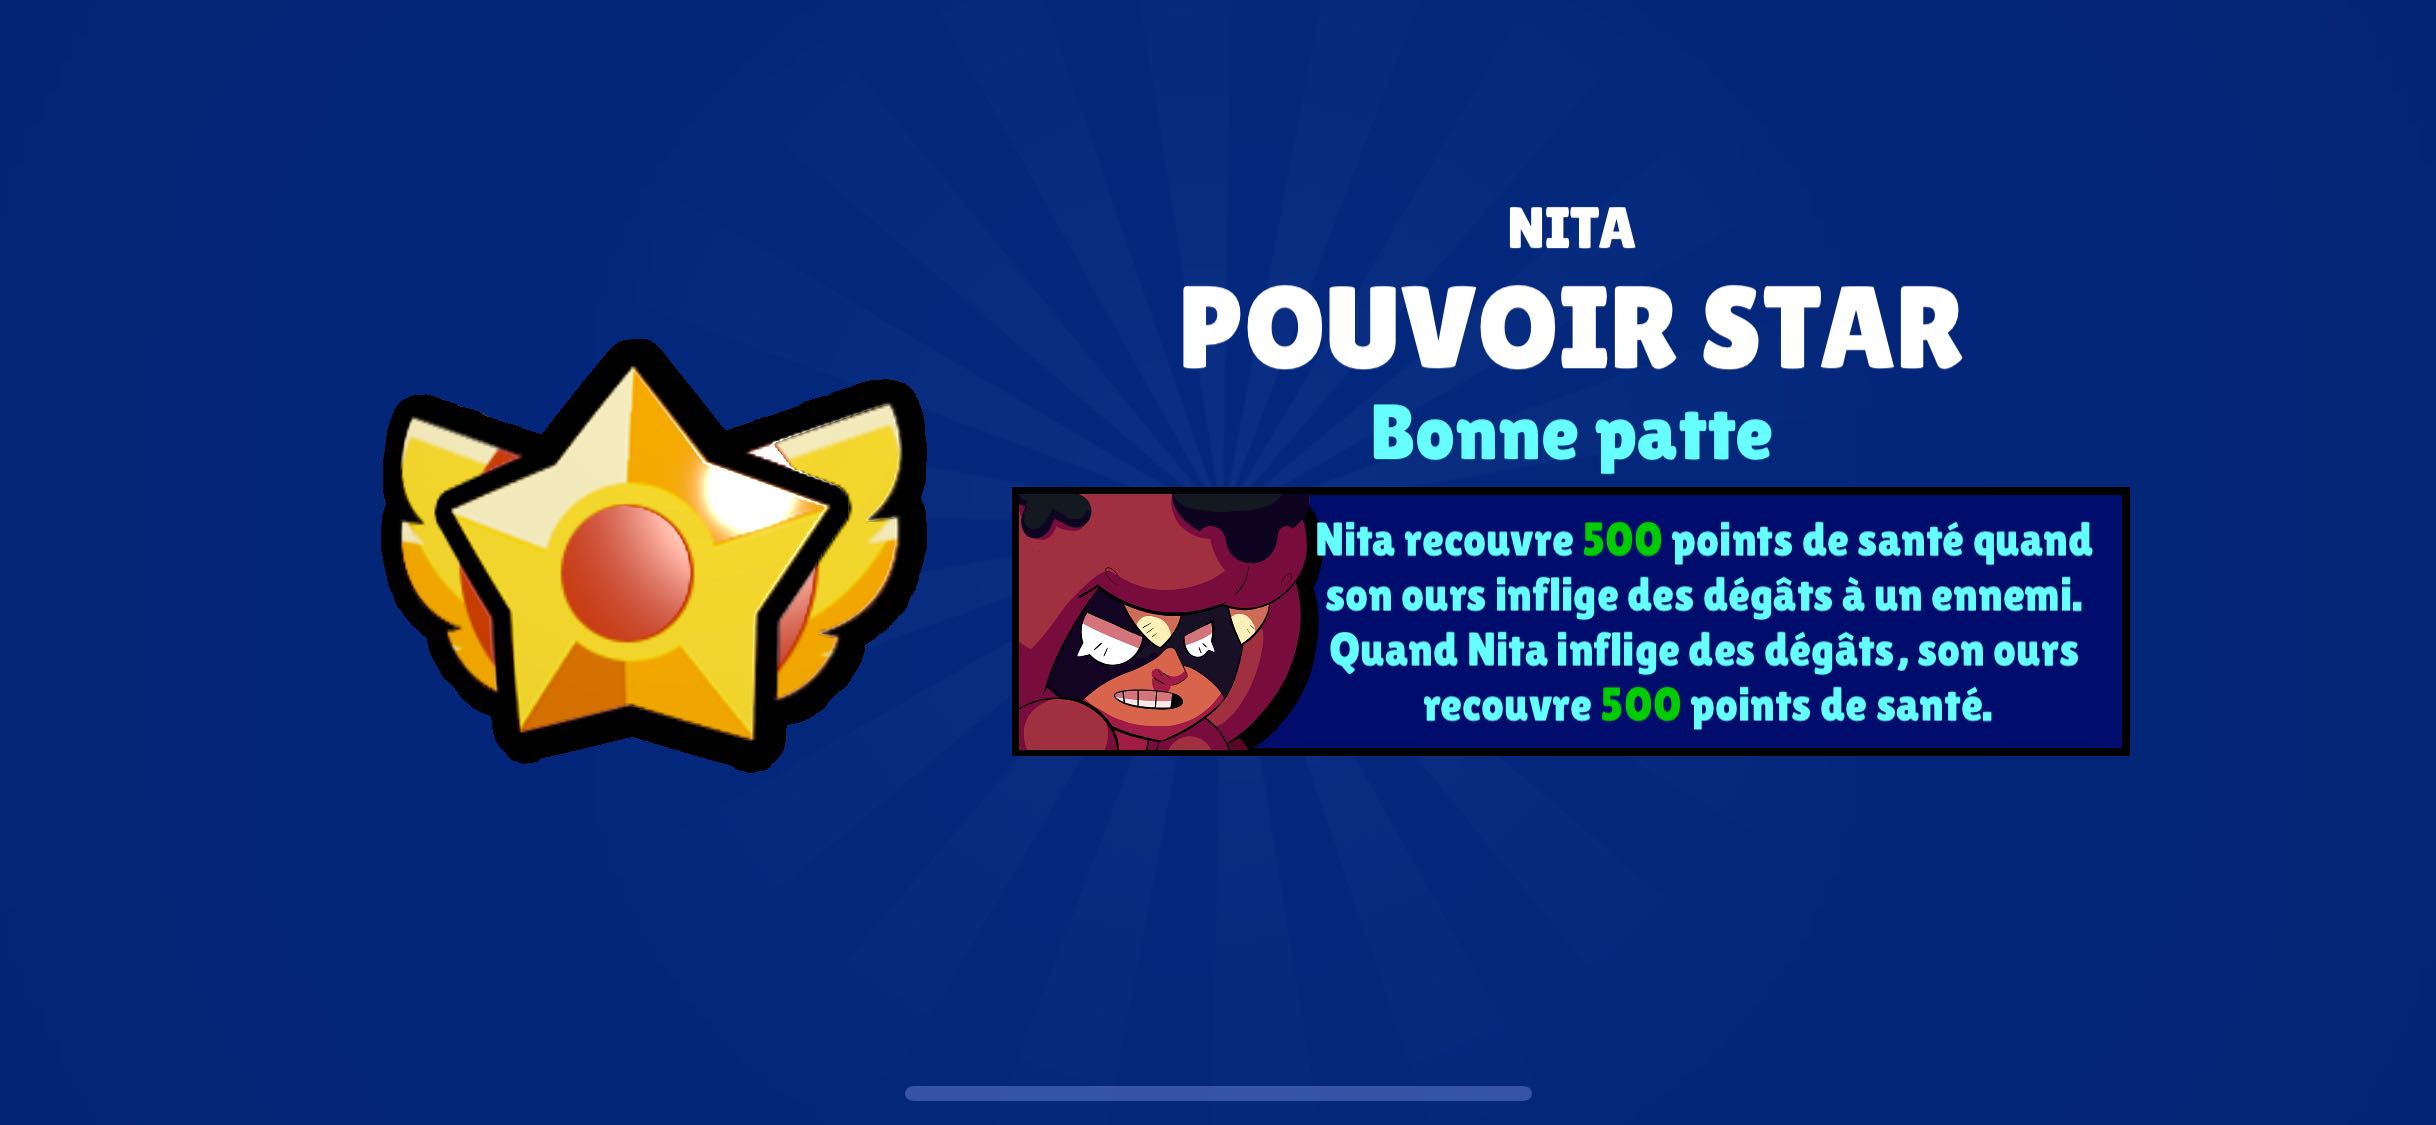 NITA
POUVOIR STAR
Bonne patte
Nita recouvre 500 points de santé quand
son ours inflige des dégâts à un ennemi.
Quand Nita inflige des dégâts, son ours
recouvre 500 points de santé.